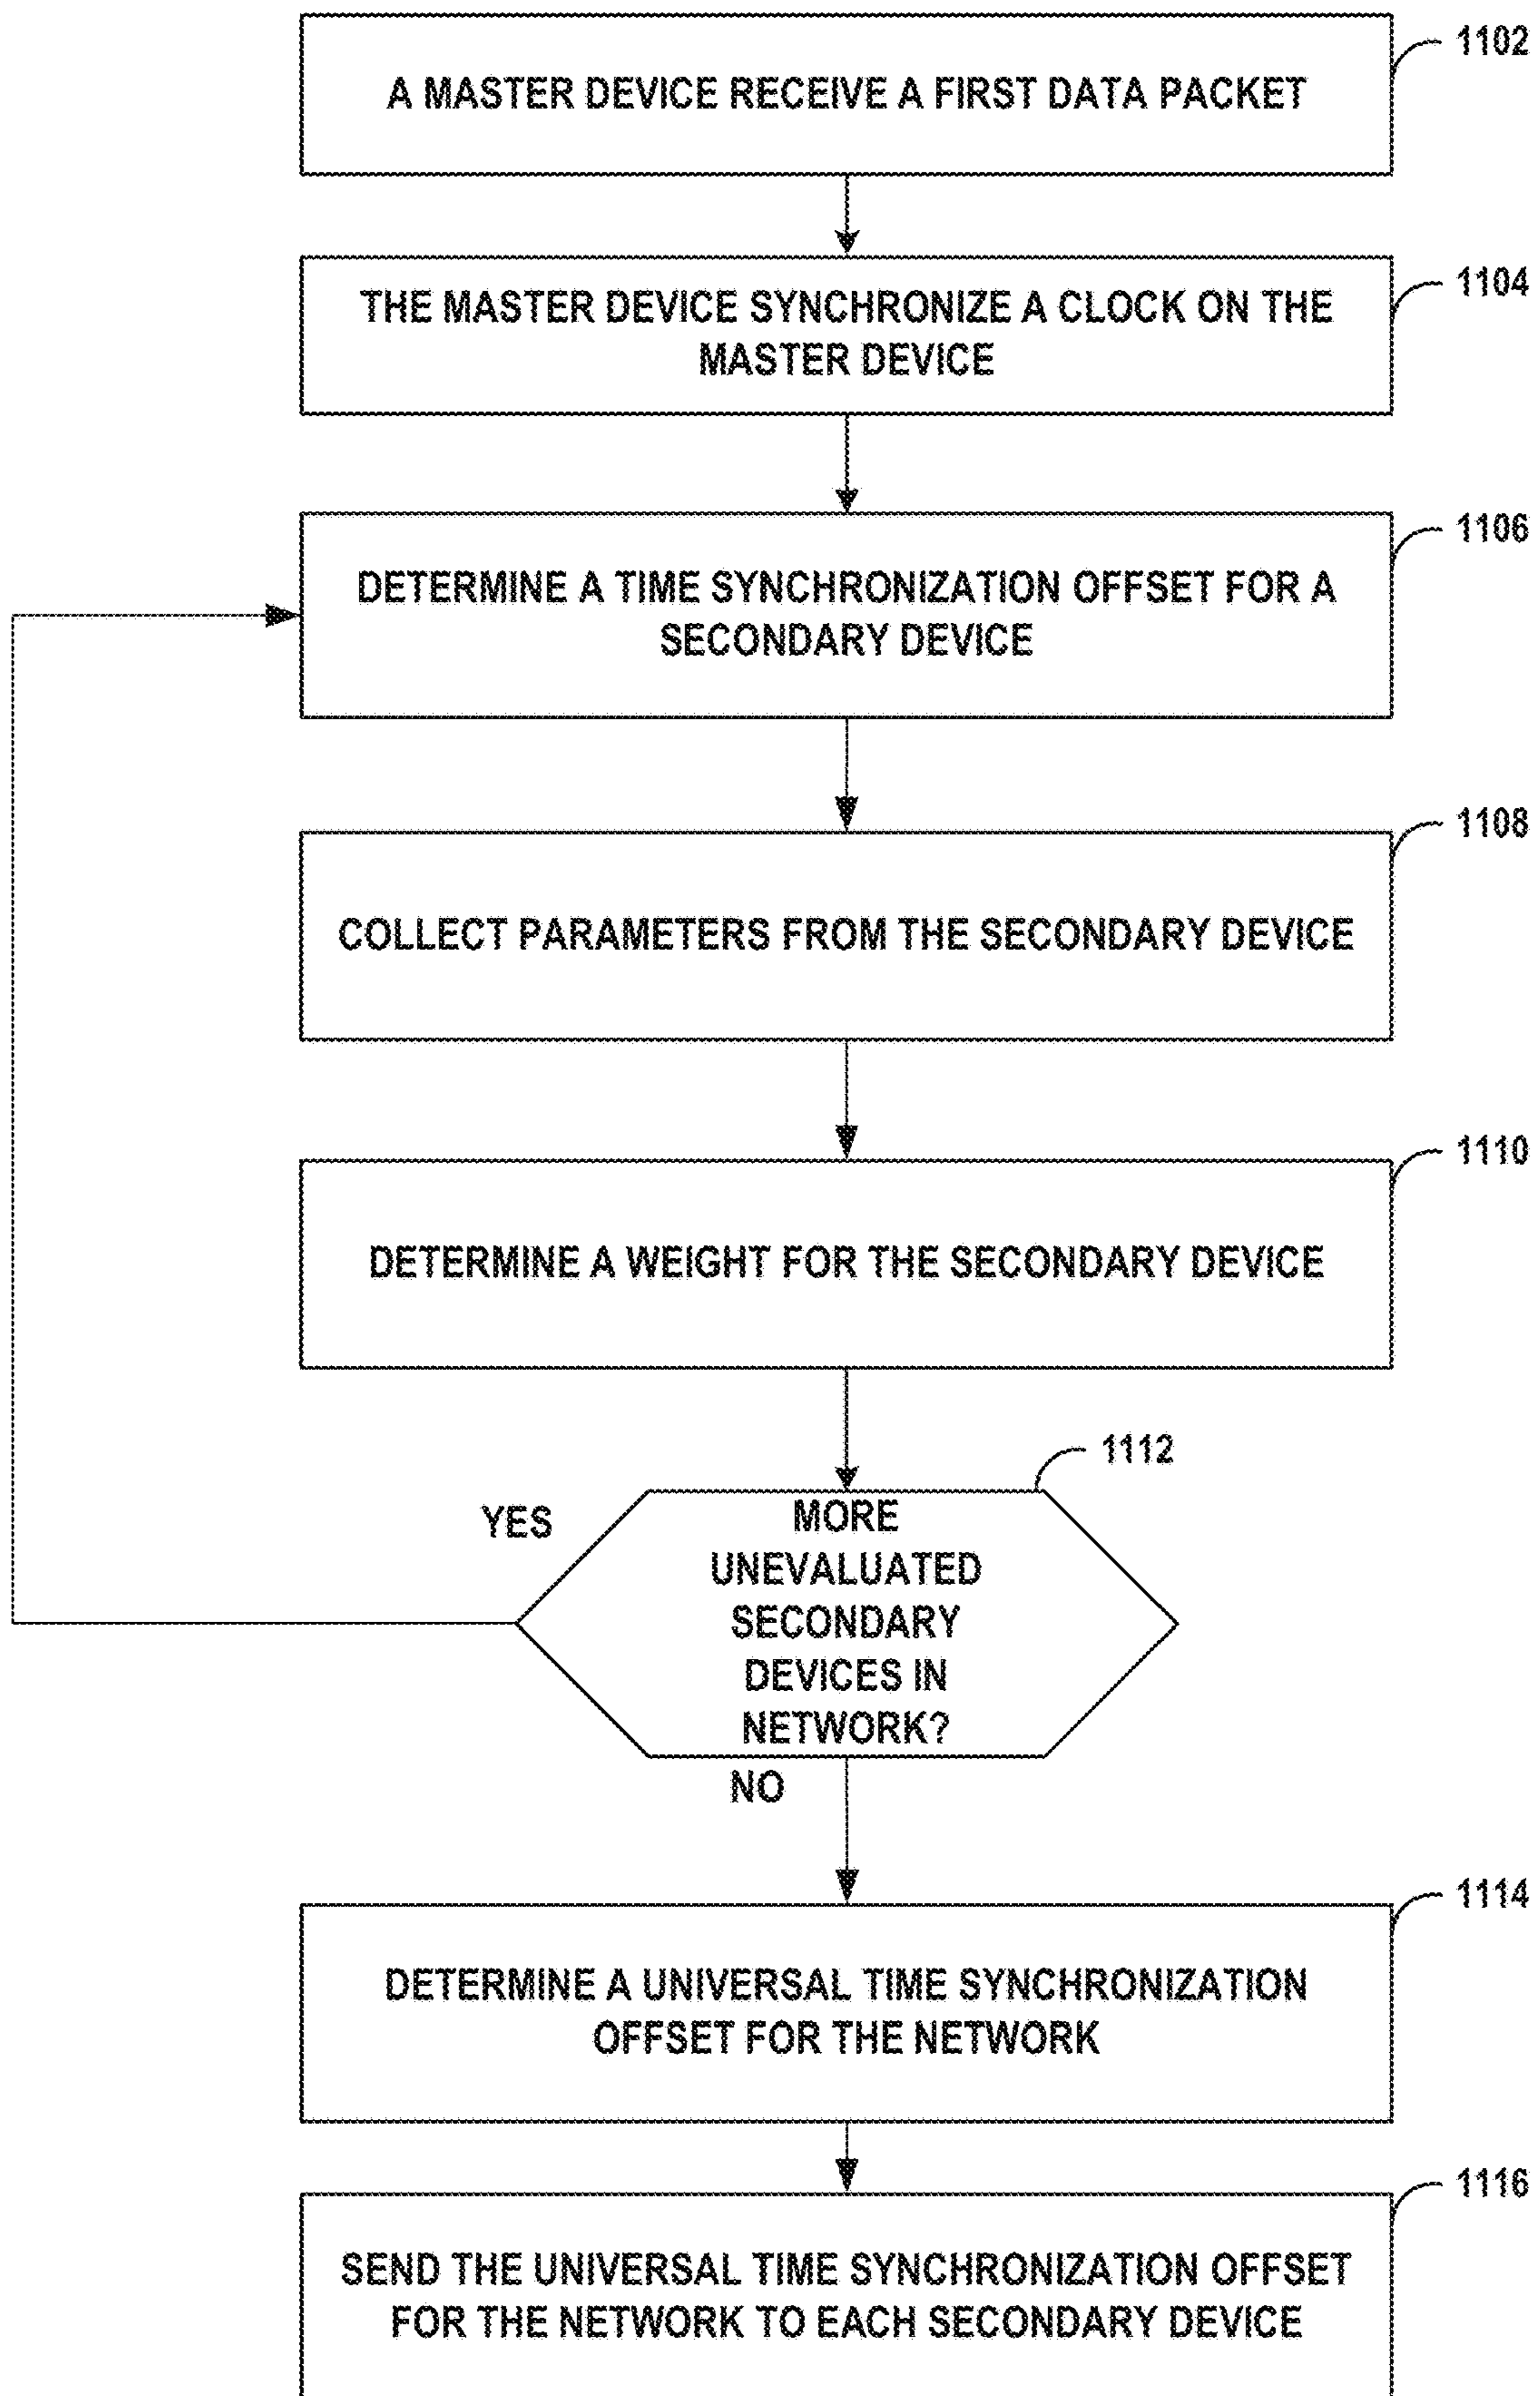 1102
A MASTER DEVICE RECEIVE A FIRST DATA PACKET
1104
THE MASTER DEVICE SYNCHRONIZE A CLOCK ON THE
MASTER DEVICE
1106
DETERMINE A TIME SYNCHRONIZATION OFFSET FOR A
SECONDARY DEVICE
1108
COLLECT PARAMETERS FROM THE SECONDARY DEVICE
1110
DETERMINE A WEIGHT FOR THE SECONDARY DEVICE
1112
YES
MORE
UNEVALUATED
SECONDARY
DEVICES IN
NETWORK?
NO
1114
DETERMINE A UNIVERSAL TIME SYNCHRONIZATION
OFFSET FOR THE NETWORK
1116
SEND THE UNIVERSAL TIME SYNCHRONIZATION OFFSET
FOR THE NETWORK TO EACH SECONDARY DEVICE